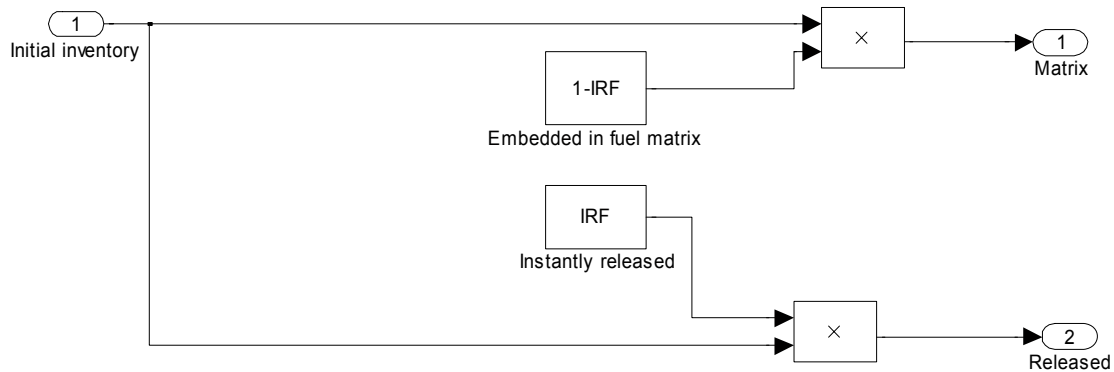 1
Initial inventory
×
1
Matrix
1-IRF
Embedded in fuel matrix
IRF
Instantly released
×
2
Released